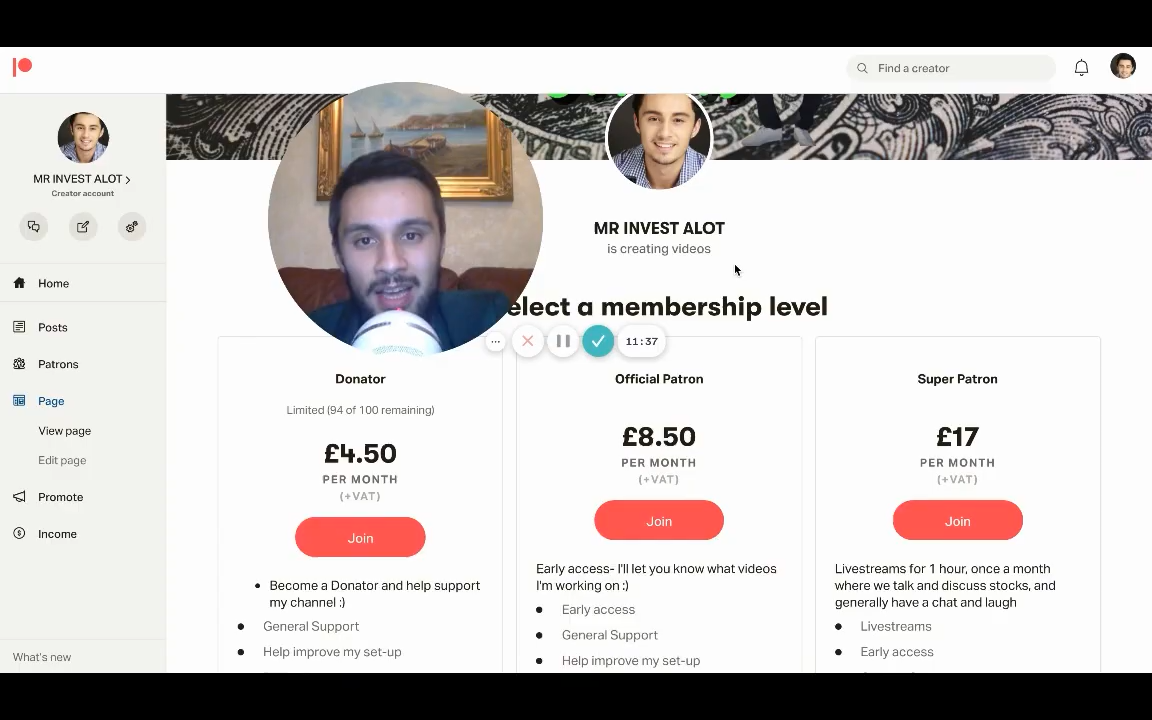 Find a creator
MR INVEST ALOT
Creator account
Home
Posts
Patrons
Page
View page
Edit page
Promote
Income
What's new
MR INVEST ALOT
is creating videos
elect a membership level
11:37
Donator
Limited (94 of 100 remaining)
£4.50
PER MONTH
(+VAT)
Join
Become a Donator and help support
my channel :)
General Support
Help improve my set-up
Official Patron
£8.50
PER MONTH
(+VAT)
Join
Early access- I'll let you know what videos
I'm working on :)
Early access
General Support
Help improve my set-up
Super Patron
£17
PER MONTH
(+VAT)
Join
Livestreams for 1 hour, once a month
where we talk and discuss stocks, and
generally have a chat and laugh
Livestreams
Early access